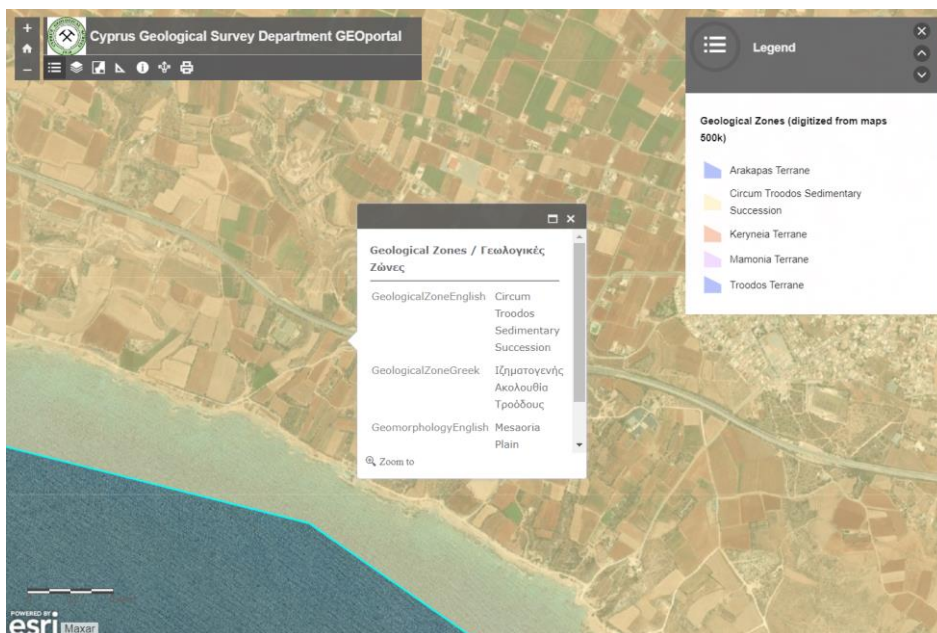 +
Cyprus Geological Survey Department GEOportal
−
Legend
Geological Zones (digitized from maps
500k)
Arakapas Terrane
Circum Troodos Sedimentary
Succession
Keryneia Terrane
Mamonia Terrane
Troodos Terrane
Geological Zones / Γεωλογικές
Ζώνες
GeologicalZoneEnglish Circum
Troodos
Sedimentary
Succession
GeologicalZoneGreek Ιζηματογενής
Ακολουθία
Τροόδους
GeomorphologyEnglish Mesaoria
Plain
Zoom to
POWERED BY
esri Maxar